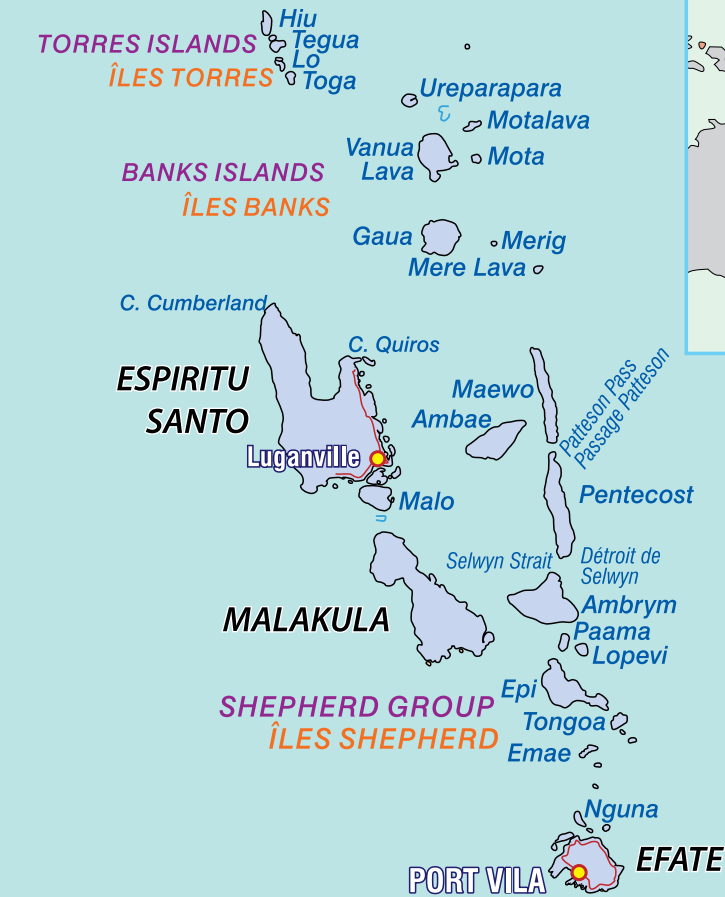 Hiu
TORRES ISLANDS
Tegua
Lo
ÎLES TORRES
Toga
Ureparapara
Motalava
Vanua
Lava
Mota
BANKS ISLANDS
ÎLES BANKS
Gaua
Merig
Mere Lava
C. Cumberland
C. Quiros
ESPIRITU
SANTO
Maewo
Ambae
Patteson Pass
Passage Patteson
Luganville
Malo
Pentecost
Selwyn Strait
Détroit de
Selwyn
MALAKULA
Ambrym
Paama
Lopevi
Epi
SHEPHERD GROUP
ÎLES SHEPHERD
Tongoa
Emae
Nguna
EFATE
PORT VILA